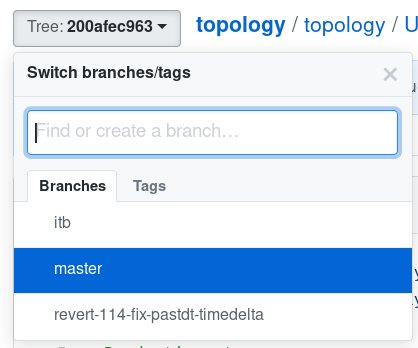 Tree: 200afec963 topology / topology / U
Switch branches/tags
Find or create a branch...
Branches Tags
itb
master
revert-114-fix-pastdt-timedelta